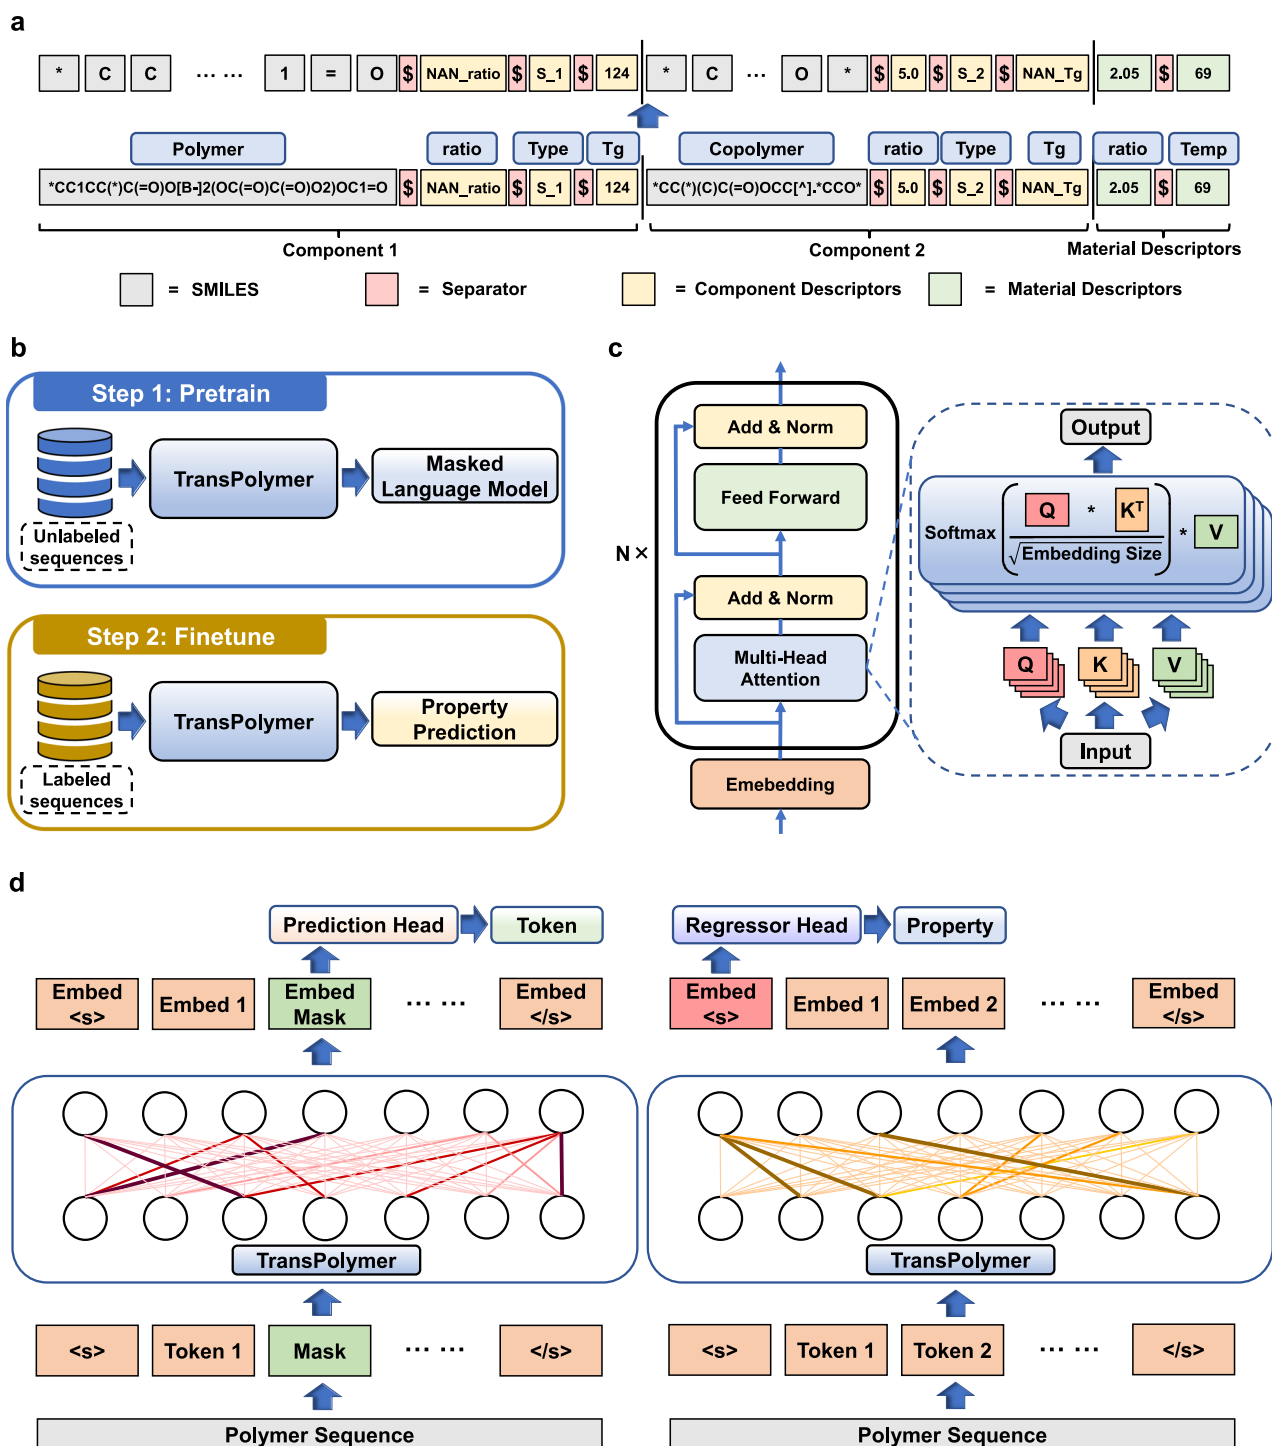 a
* C C ... ... 1 = O $ NAN_ratio $ S_1 $ 124 * C ... O * $ 5.0 $ S_2 $ NAN_Tg 2.05 $ 69
Polymer ratio Type Tg Copolymer ratio Type Tg ratio Temp
*CC1CC(*)C(=O)O[B-]2(OC(=O)C(=O)O2)OC1=O $ NAN_ratio $ S_1 $ 124 *CC(*)(C)C(=O)OCC[^].*CCO* $ 5.0 $ S_2 $ NAN_Tg 2.05 $ 69
Component 1 Component 2 Material Descriptors
= SMILES = Separator = Component Descriptors = Material Descriptors
b
Step 1: Pretrain
TransPolymer
Masked
Language Model
Unlabeled
sequences
Step 2: Finetune
TransPolymer
Property
Prediction
Labeled
sequences
c
Add & Norm
Feed Forward
N ×
Add & Norm
Multi-Head
Attention
Emebedding
Output
Softmax ( Q * K^T / √Embedding Size ) * V
Q K V
Input
d
Prediction Head Token
Embed
<s>
Embed 1
Embed
Mask
... ...
Embed
</s>
TransPolymer
<s> Token 1 Mask ... ... </s>
Polymer Sequence
Regressor Head Property
Embed
<s>
Embed 1
Embed 2
... ...
Embed
</s>
TransPolymer
<s> Token 1 Token 2 ... ... </s>
Polymer Sequence